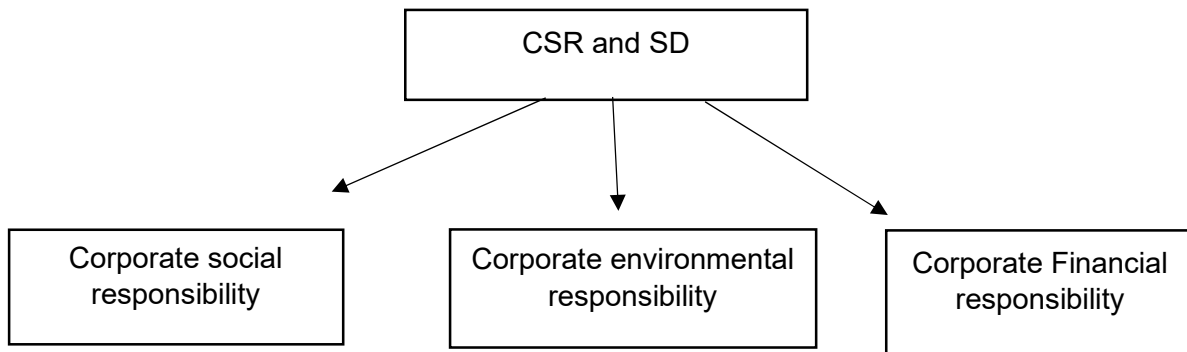 CSR and SD
Corporate social
responsibility
Corporate environmental
responsibility
Corporate Financial
responsibility